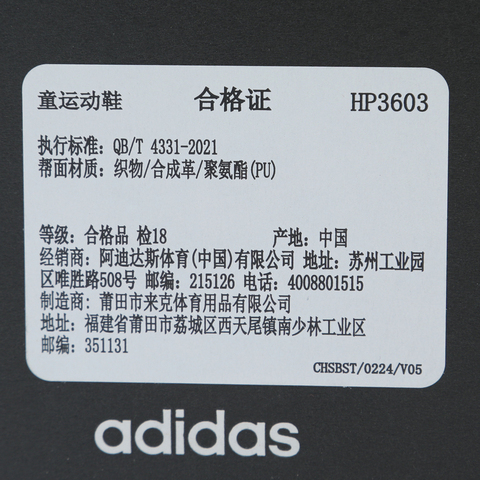 童运动鞋 合格证 HP3603
执行标准: QB/T 4331-2021
帮面材质: 织物/合成革/聚氨酯(PU)
等级: 合格品 检18 产地: 中国
经销商: 阿迪达斯体育(中国)有限公司 地址: 苏州工业园
区唯胜路508号 邮编: 215126 电话: 4008801515
制造商: 莆田市来克体育用品有限公司
地址: 福建省莆田市荔城区西天尾镇南少林工业区
邮编: 351131
CHSBST/0224/V05
adidas